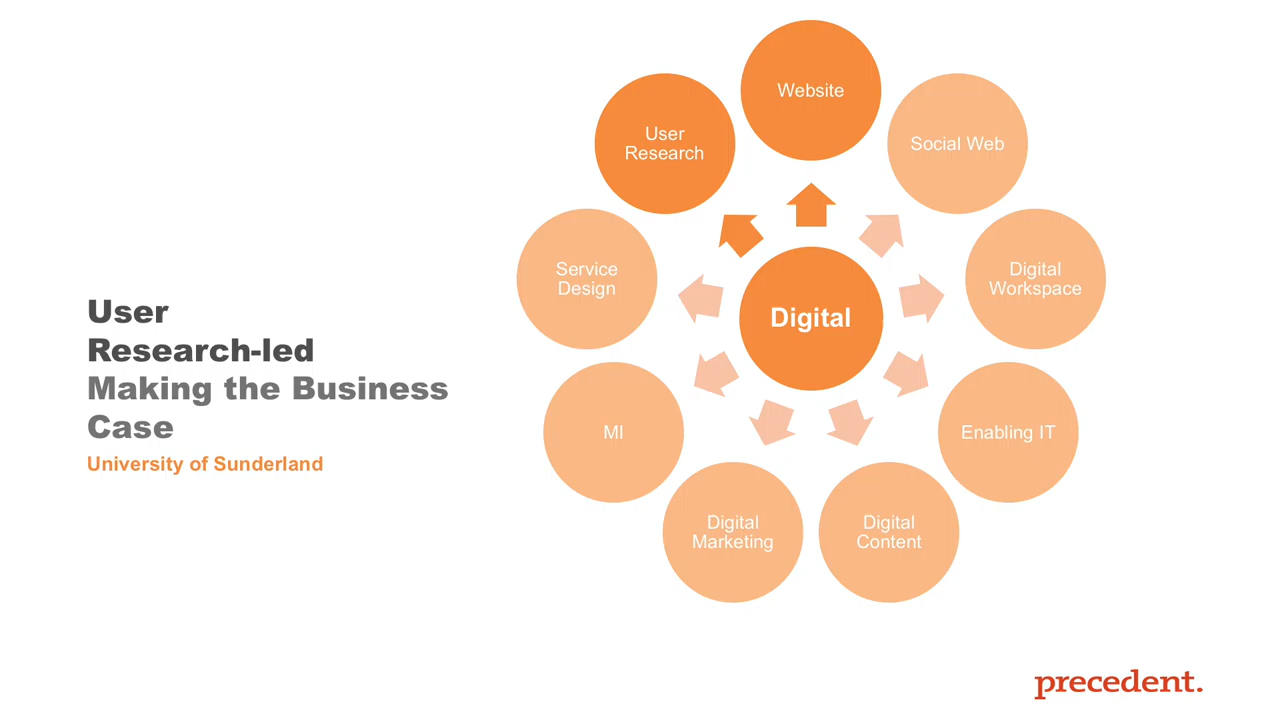 User
Research-led
Making the Business
Case
University of Sunderland
Website
Social Web
Digital
Workspace
Enabling IT
Digital
Content
Digital
Marketing
MI
Service
Design
User
Research
Digital
precedent.